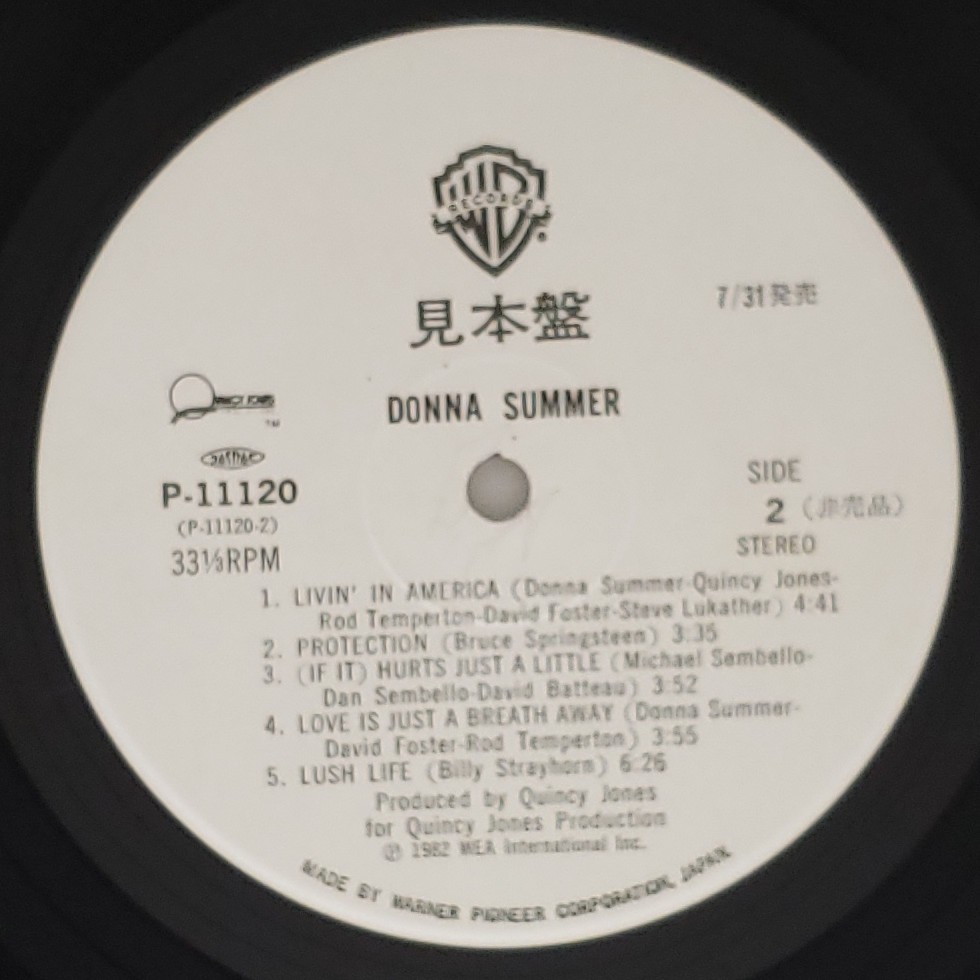 W
RECORDS
見本盤
7/31発売
QUINCY JONES
TM
DONNA SUMMER
JASRAC
P-11120
(P-11120-2)
33⅓RPM
SIDE
2 (非売品)
STEREO
1. LIVIN' IN AMERICA (Donna Summer-Quincy Jones-
Rod Temperton-David Foster-Steve Lukather) 4:41
2. PROTECTION (Bruce Springsteen) 3:35
3. (IF IT) HURTS JUST A LITTLE (Michael Sembello-
Dan Sembello-David Batteau) 3:52
4. LOVE IS JUST A BREATH AWAY (Donna Summer-
David Foster-Rod Temperton) 3:55
5. LUSH LIFE (Billy Strayhorn) 6:26
Produced by Quincy Jones
for Quincy Jones Production
Ⓟ 1982 WEA International Inc.
MADE BY WARNER PIONEER CORPORATION, JAPAN